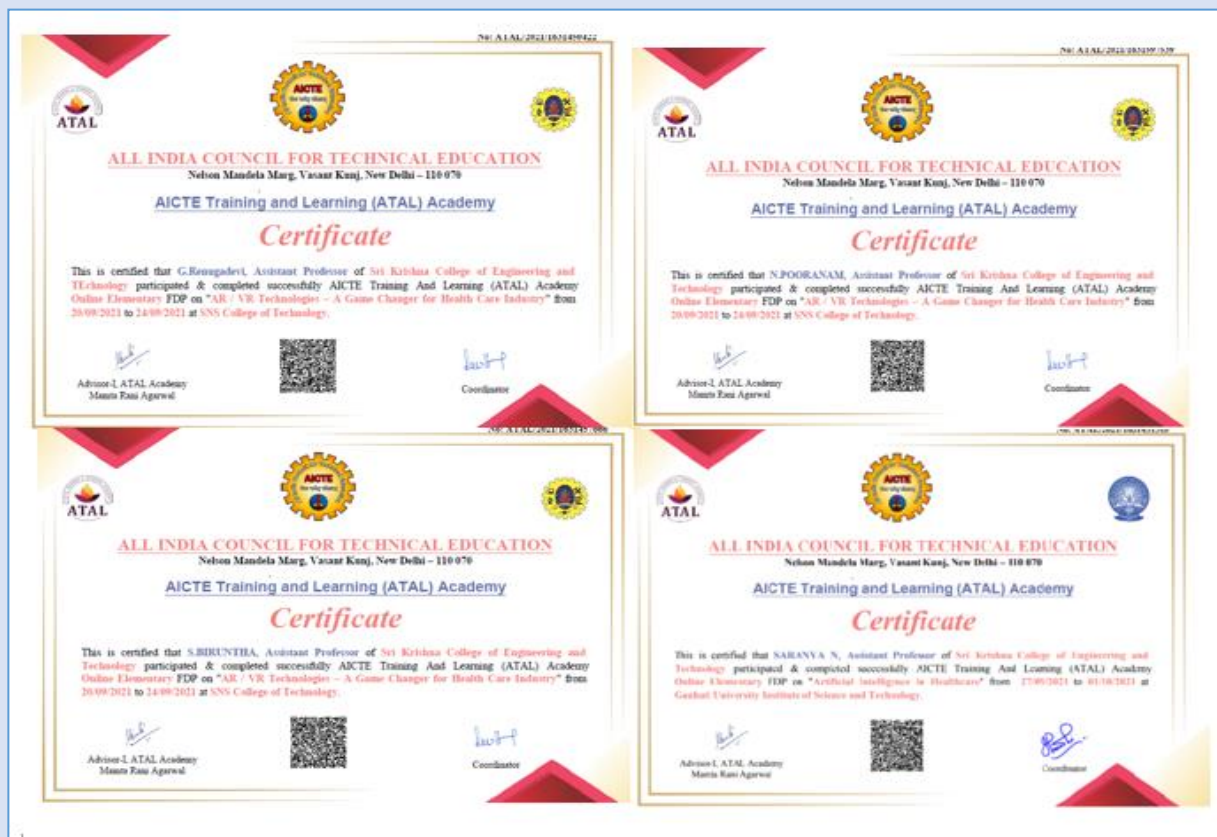 No: ATAL/2021/1631490422
ATAL
AICTE
ALL INDIA COUNCIL FOR TECHNICAL EDUCATION
Nelson Mandela Marg, Vasant Kunj, New Delhi – 110 070
AICTE Training and Learning (ATAL) Academy
Certificate
This is certified that G.Renugadevi, Assistant Professor of Sri Krishna College of Engineering and
TEchnology participated & completed successfully AICTE Training And Learning (ATAL) Academy
Online Elementary FDP on "AR / VR Technologies – A Game Changer for Health Care Industry" from
20/09/2021 to 24/09/2021 at SNS College of Technology.
Advisor-I, ATAL Academy
Mamta Rani Agarwal
Coordinator
ATAL
AICTE
ALL INDIA COUNCIL FOR TECHNICAL EDUCATION
Nelson Mandela Marg, Vasant Kunj, New Delhi – 110 070
AICTE Training and Learning (ATAL) Academy
Certificate
This is certified that N.POORANAM, Assistant Professor of Sri Krishna College of Engineering and
Technology participated & completed successfully AICTE Training And Learning (ATAL) Academy
Online Elementary FDP on "AR / VR Technologies – A Game Changer for Health Care Industry" from
20/09/2021 to 24/09/2021 at SNS College of Technology.
Advisor-I, ATAL Academy
Mamta Rani Agarwal
Coordinator
ATAL
AICTE
ALL INDIA COUNCIL FOR TECHNICAL EDUCATION
Nelson Mandela Marg, Vasant Kunj, New Delhi – 110 070
AICTE Training and Learning (ATAL) Academy
Certificate
This is certified that S.BIRUNTHA, Assistant Professor of Sri Krishna College of Engineering and
Technology participated & completed successfully AICTE Training And Learning (ATAL) Academy
Online Elementary FDP on "AR / VR Technologies – A Game Changer for Health Care Industry" from
20/09/2021 to 24/09/2021 at SNS College of Technology.
Advisor-I, ATAL Academy
Mamta Rani Agarwal
Coordinator
ATAL
AICTE
ALL INDIA COUNCIL FOR TECHNICAL EDUCATION
Nelson Mandela Marg, Vasant Kunj, New Delhi – 110 070
AICTE Training and Learning (ATAL) Academy
Certificate
This is certified that SARANYA N, Assistant Professor of Sri Krishna College of Engineering and
Technology participated & completed successfully AICTE Training And Learning (ATAL) Academy
Online Elementary FDP on "Artificial Intelligence in Healthcare" from 27/09/2021 to 01/10/2021 at
Gauhati University Institute of Science and Technology.
Advisor-I, ATAL Academy
Mamta Rani Agarwal
Coordinator